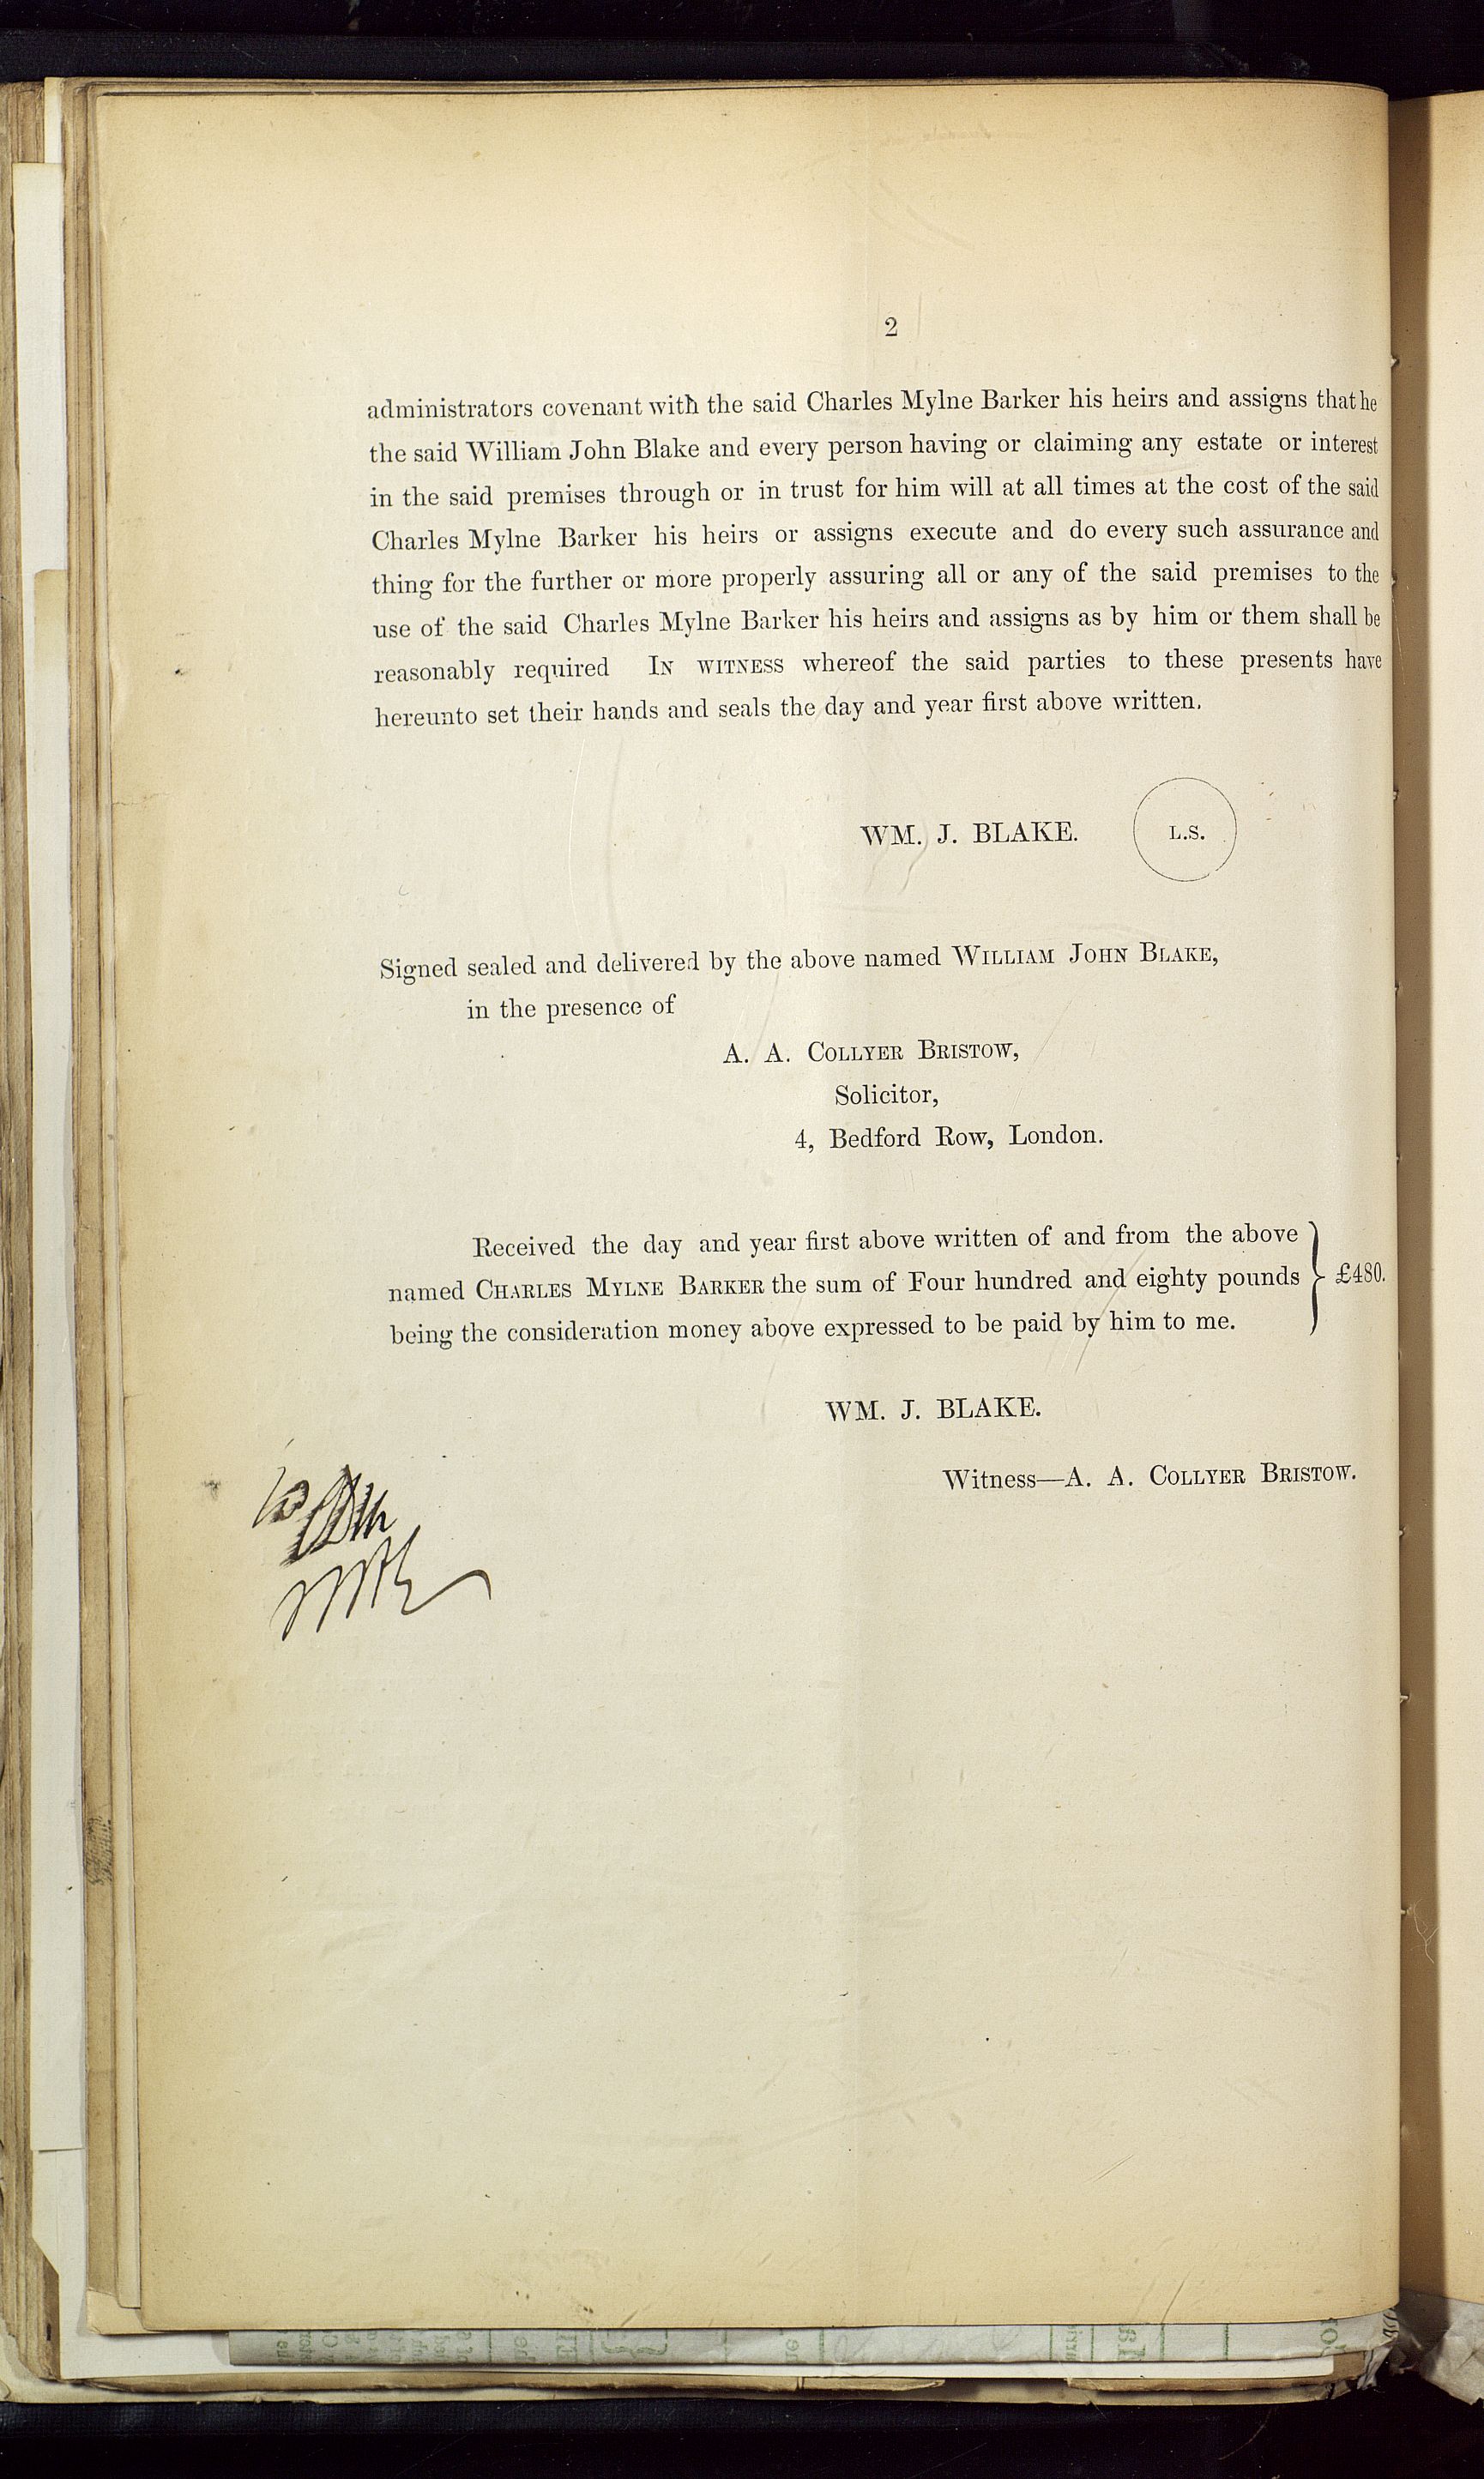 2
administrators covenant with the said Charles Mylne Barker his heirs and assigns that he
the said William John Blake and every person having or claiming any estate or interest
in the said premises through or in trust for him will at all times at the cost of the said
Charles Mylne Barker his heirs or assigns execute and do every such assurance and
thing for the further or more properly assuring all or any of the said premises to the
use of the said Charles Mylne Barker his heirs and assigns as by him or them shall be
reasonably required IN WITNESS whereof the said parties to these presents have
hereunto set their hands and seals the day and year first above written.
WM. J. BLAKE. L.S.
Signed sealed and delivered by the above named WILLIAM JOHN BLAKE,
in the presence of
A. A. COLLYER BRISTOW,
Solicitor,
4, Bedford Row, London.
Received the day and year first above written of and from the above
named CHARLES MYLNE BARKER the sum of Four hundred and eighty pounds £480.
being the consideration money above expressed to be paid by him to me.
WM. J. BLAKE.
Witness—A. A. COLLYER BRISTOW.